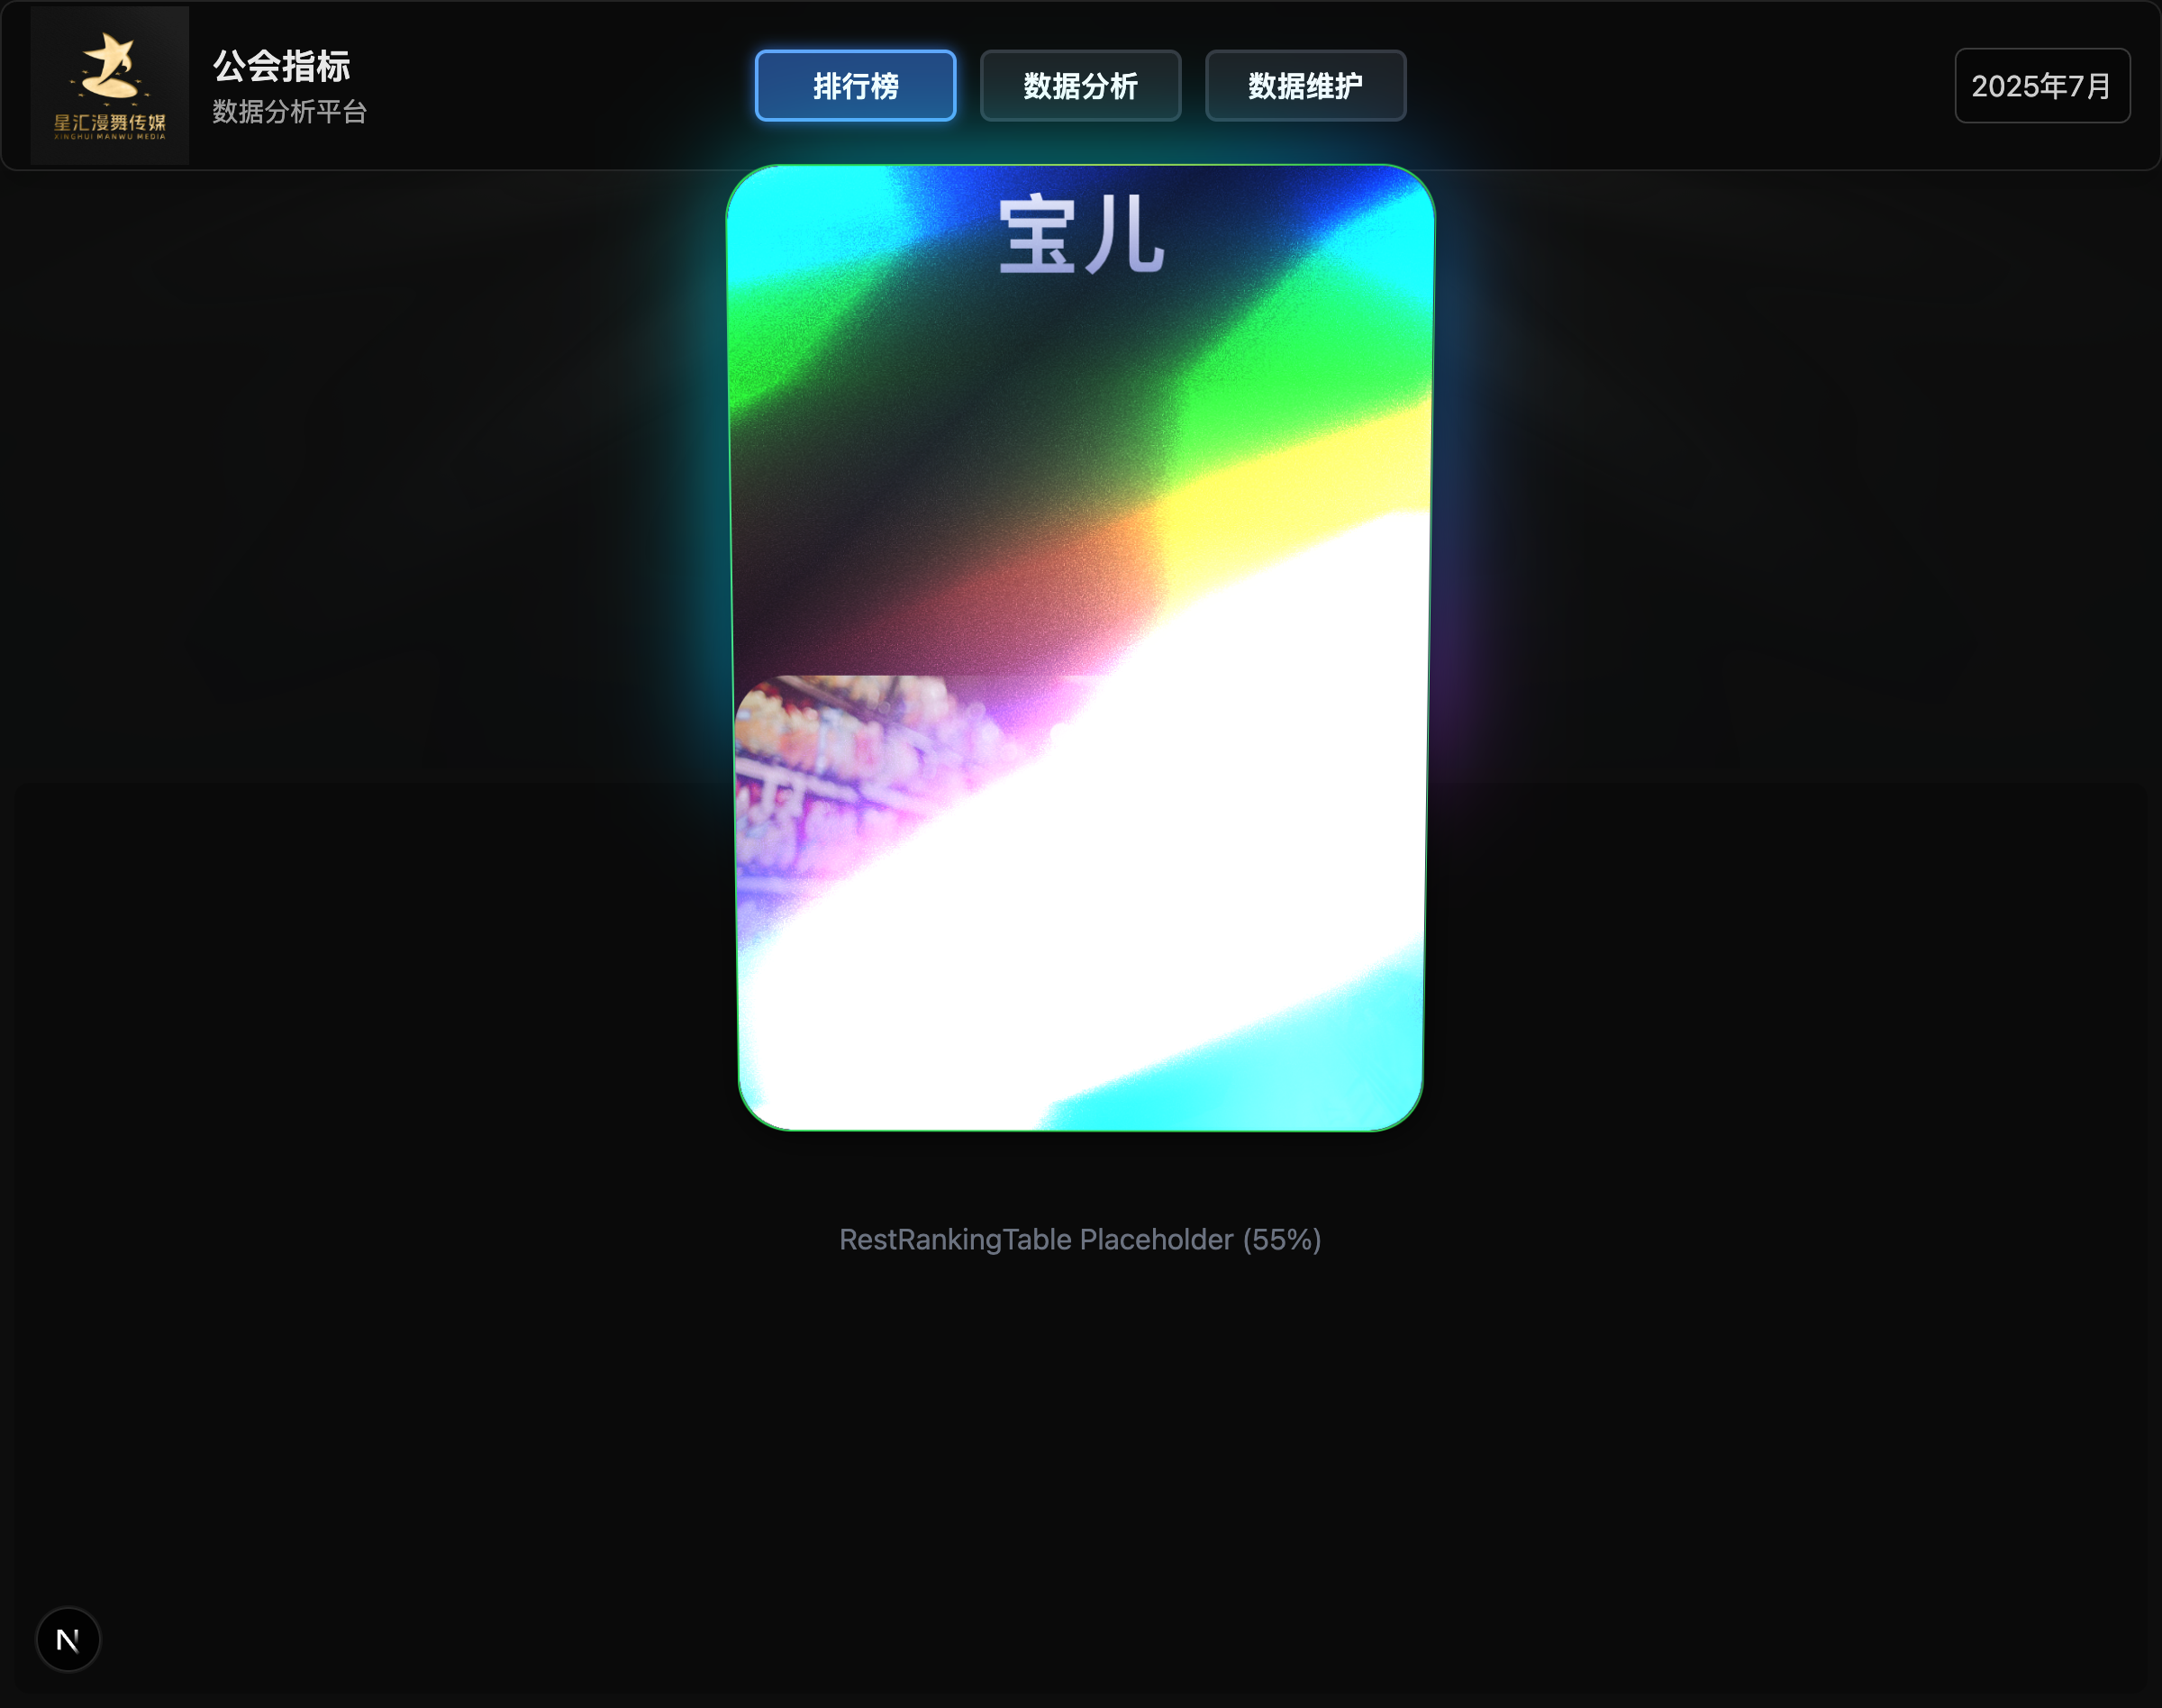 星汇漫舞传媒
XINGHUI MANWU MEDIA
公会指标
数据分析平台
排行榜
数据分析
数据维护
2025年7月
宝儿
RestRankingTable Placeholder (55%)
N